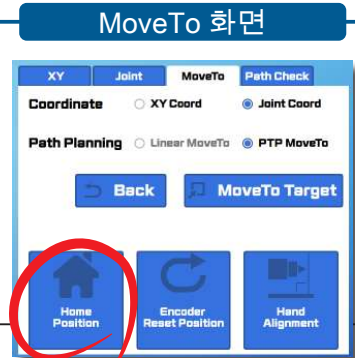 MoveTo 화면
XY Joint MoveTo Path Check
Coordinate XY Coord Joint Coord
Path Planning Linear MoveTo PTP MoveTo
Back MoveTo Target
Home Position
Encoder Reset Position
Hand Alignment